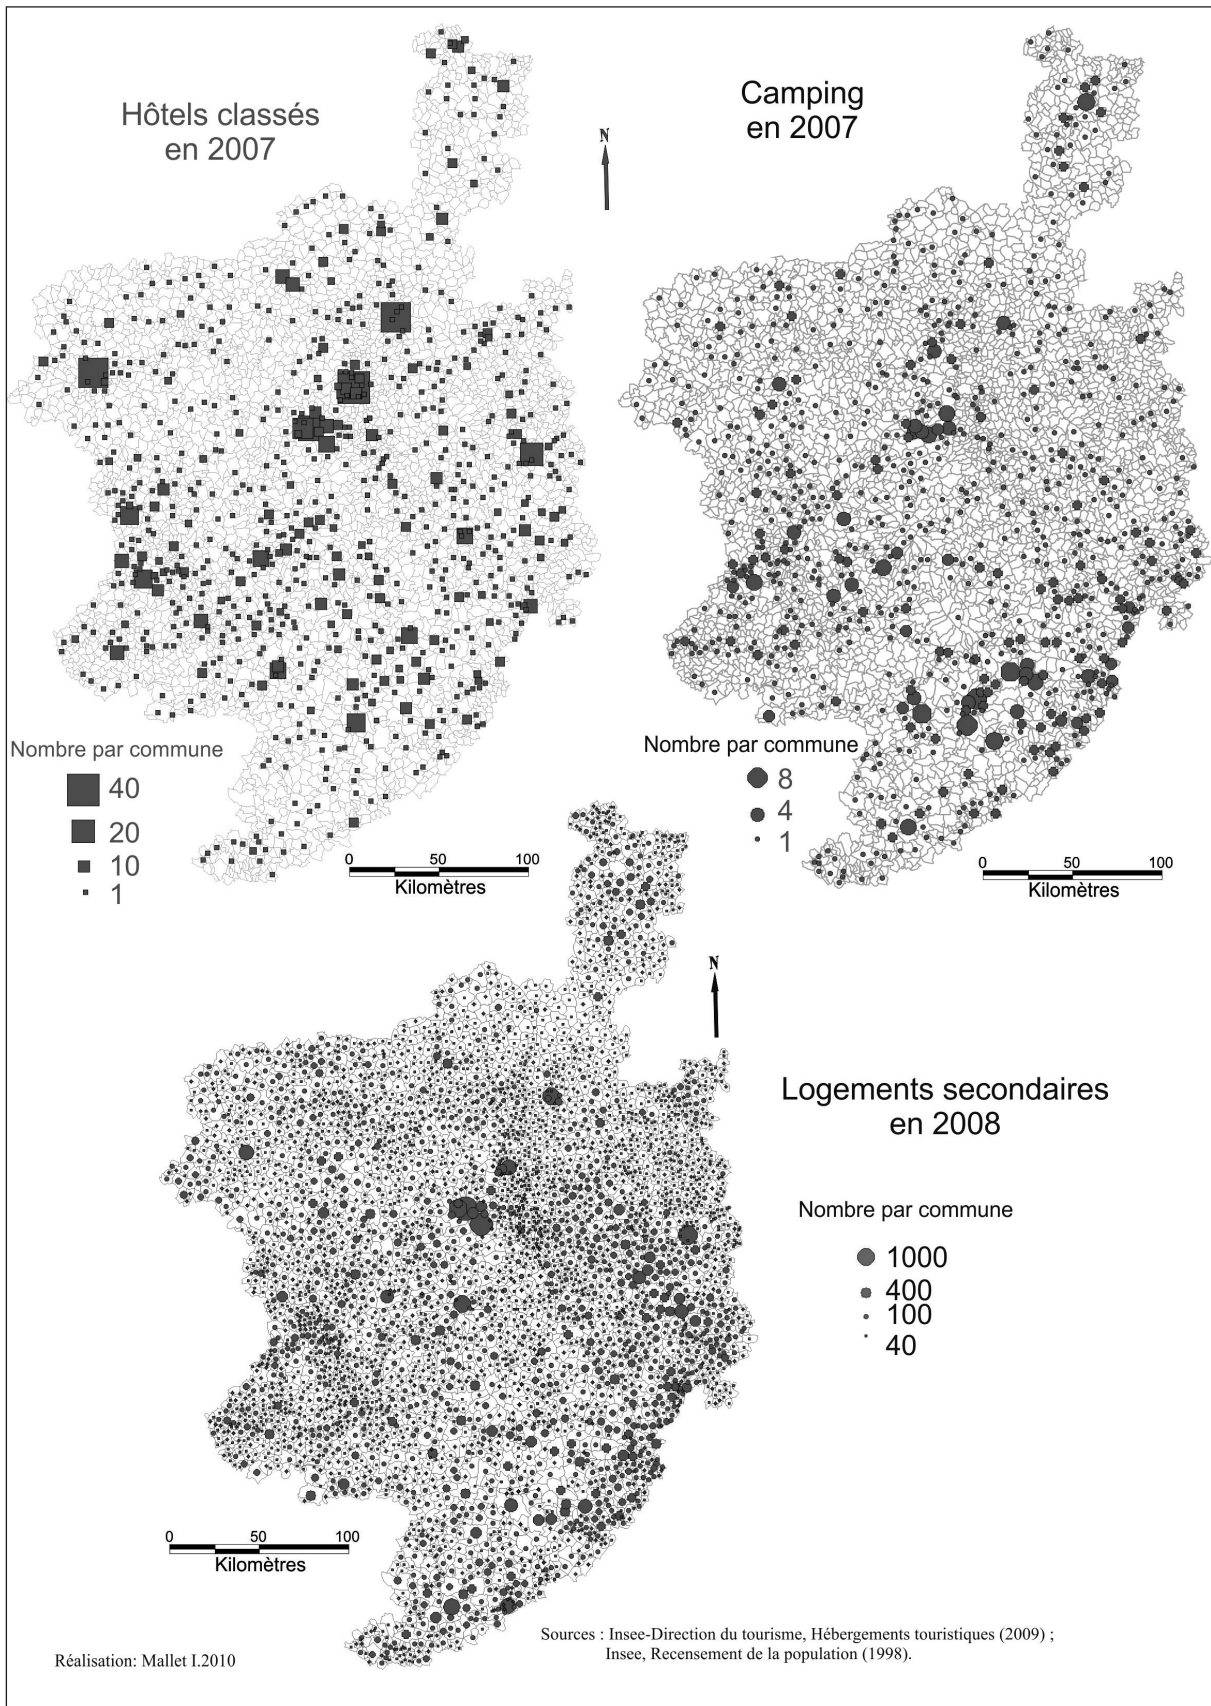 Hôtels classés
en 2007
N
Camping
en 2007
Nombre par commune
40
20
10
1
0 50 100
Kilomètres
Nombre par commune
8
4
1
0 50 100
Kilomètres
N
Logements secondaires
en 2008
Nombre par commune
1000
400
100
40
0 50 100
Kilomètres
Réalisation: Mallet I.2010
Sources : Insee-Direction du tourisme, Hébergements touristiques (2009) ;
Insee, Recensement de la population (1998).